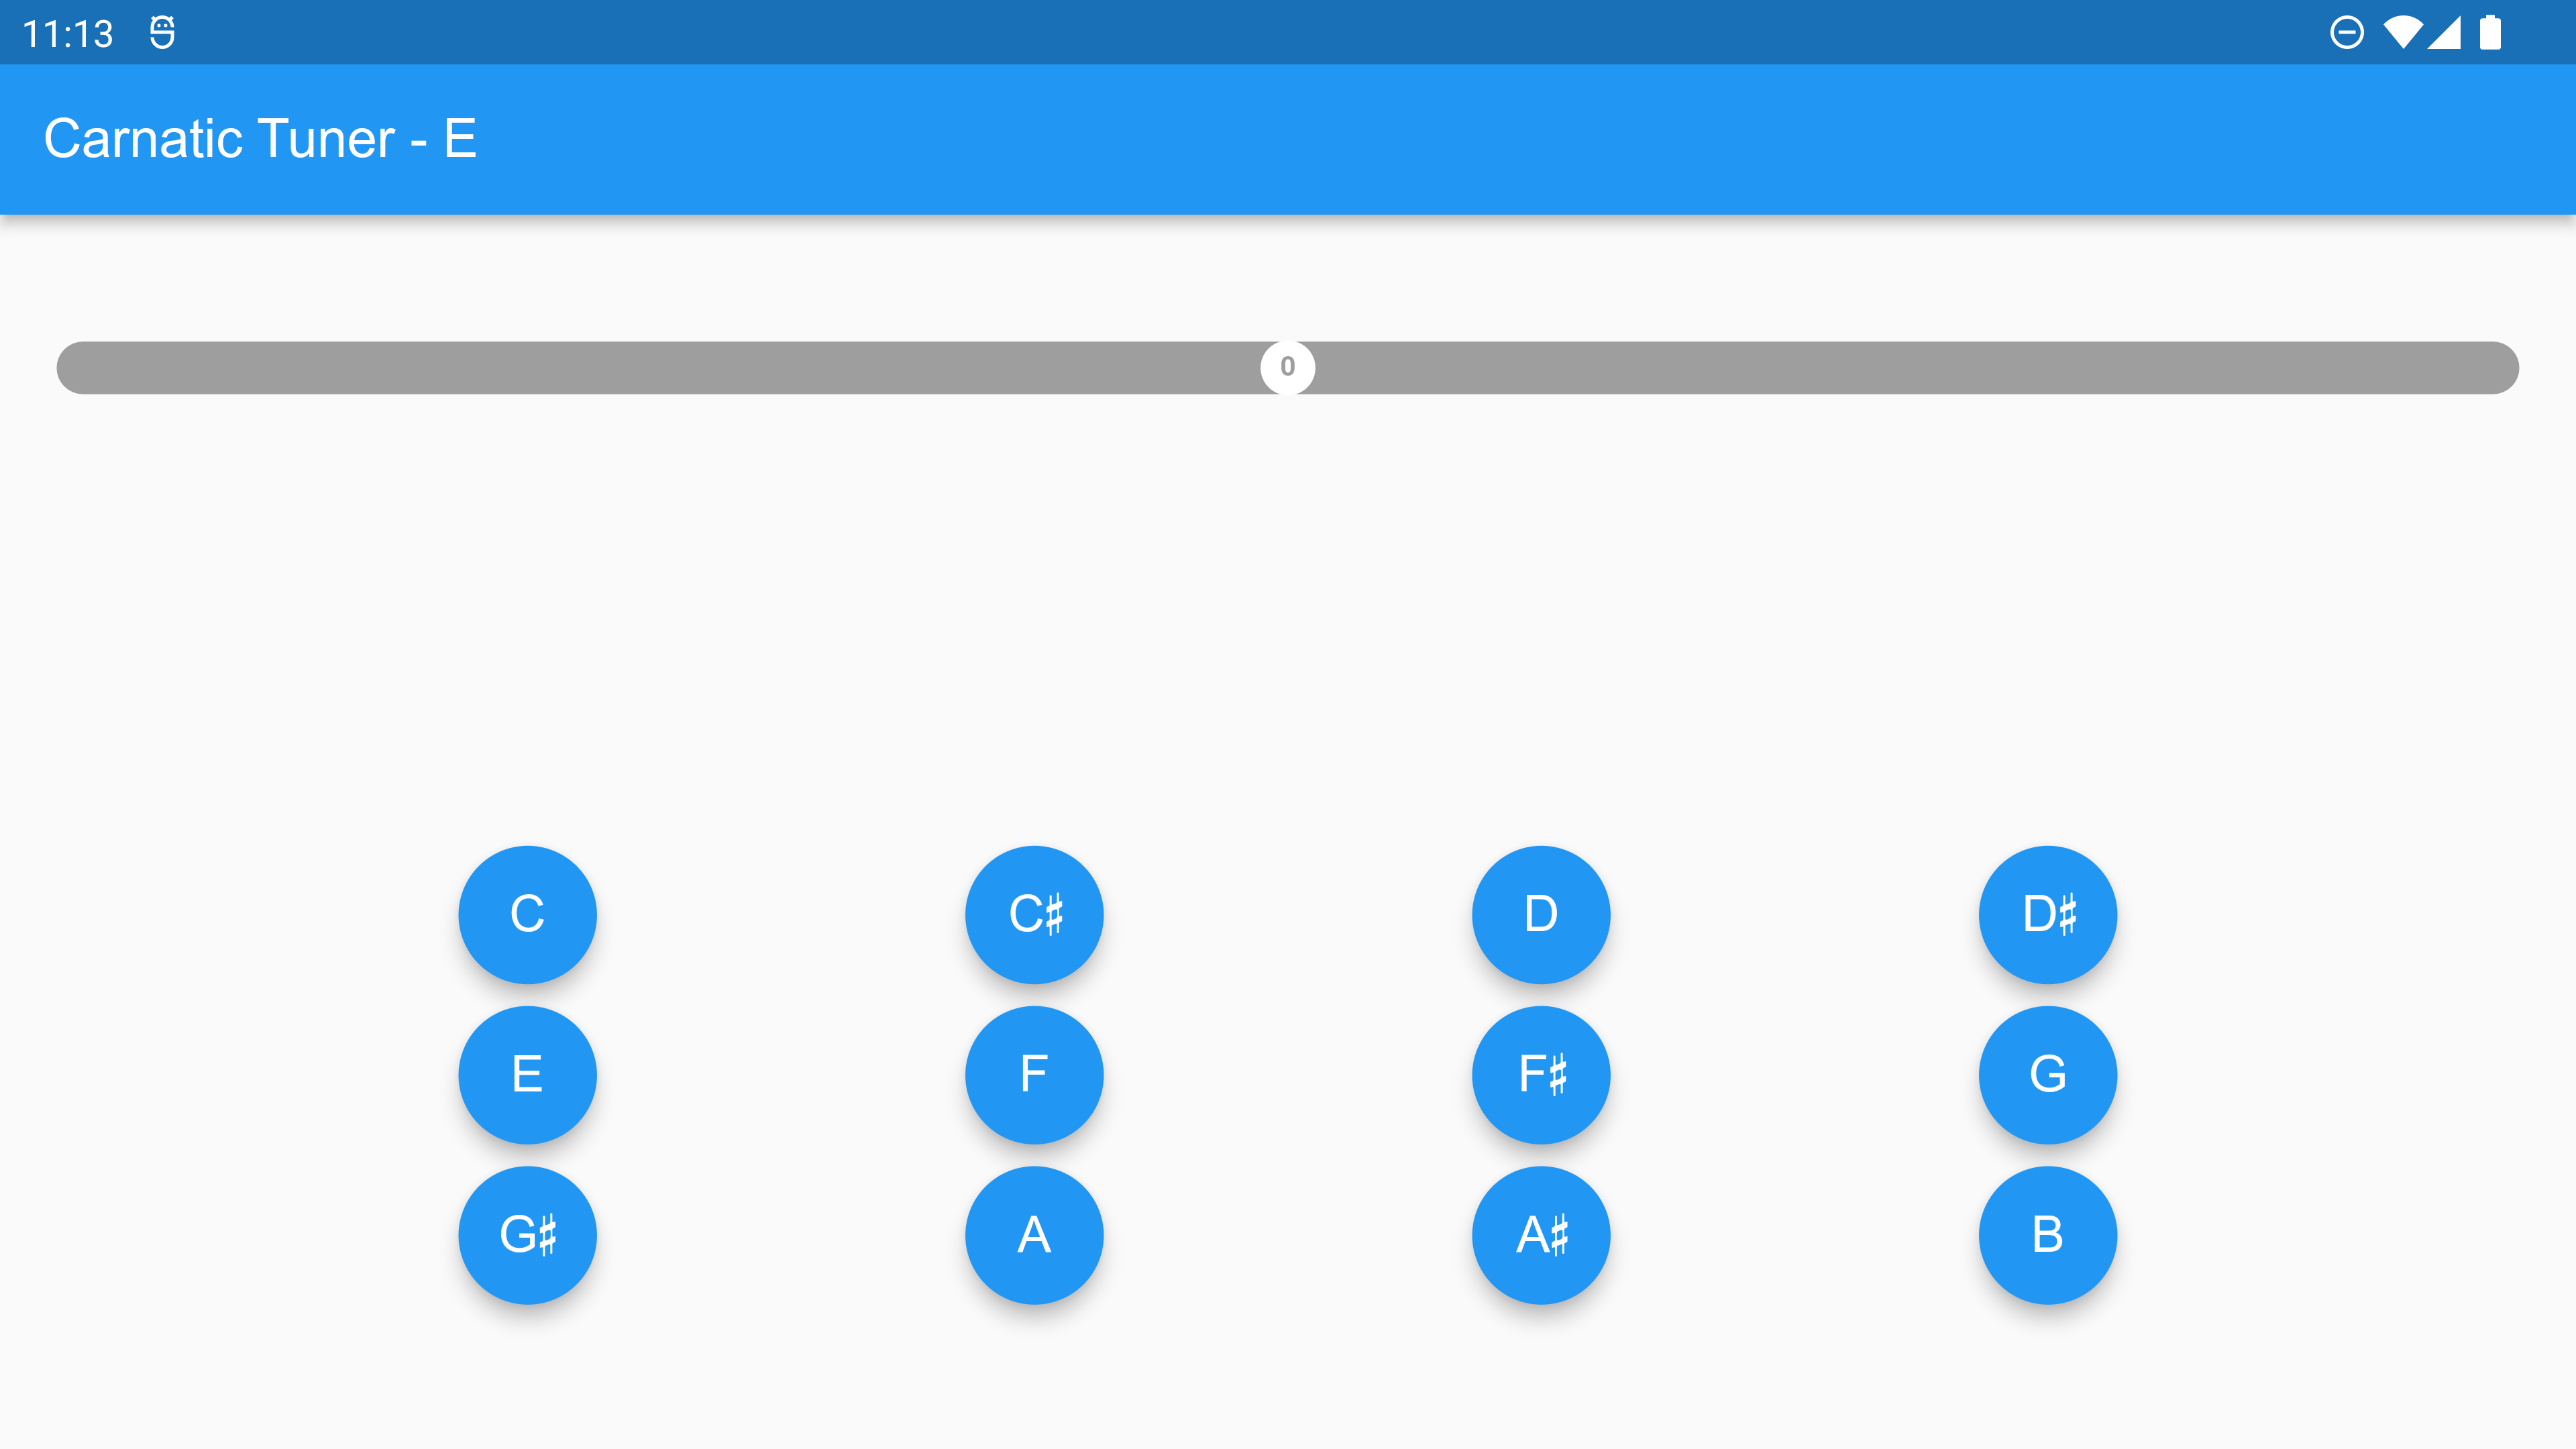 11:13
Carnatic Tuner - E
0
C C♯ D D♯
E F F♯ G
G♯ A A♯ B